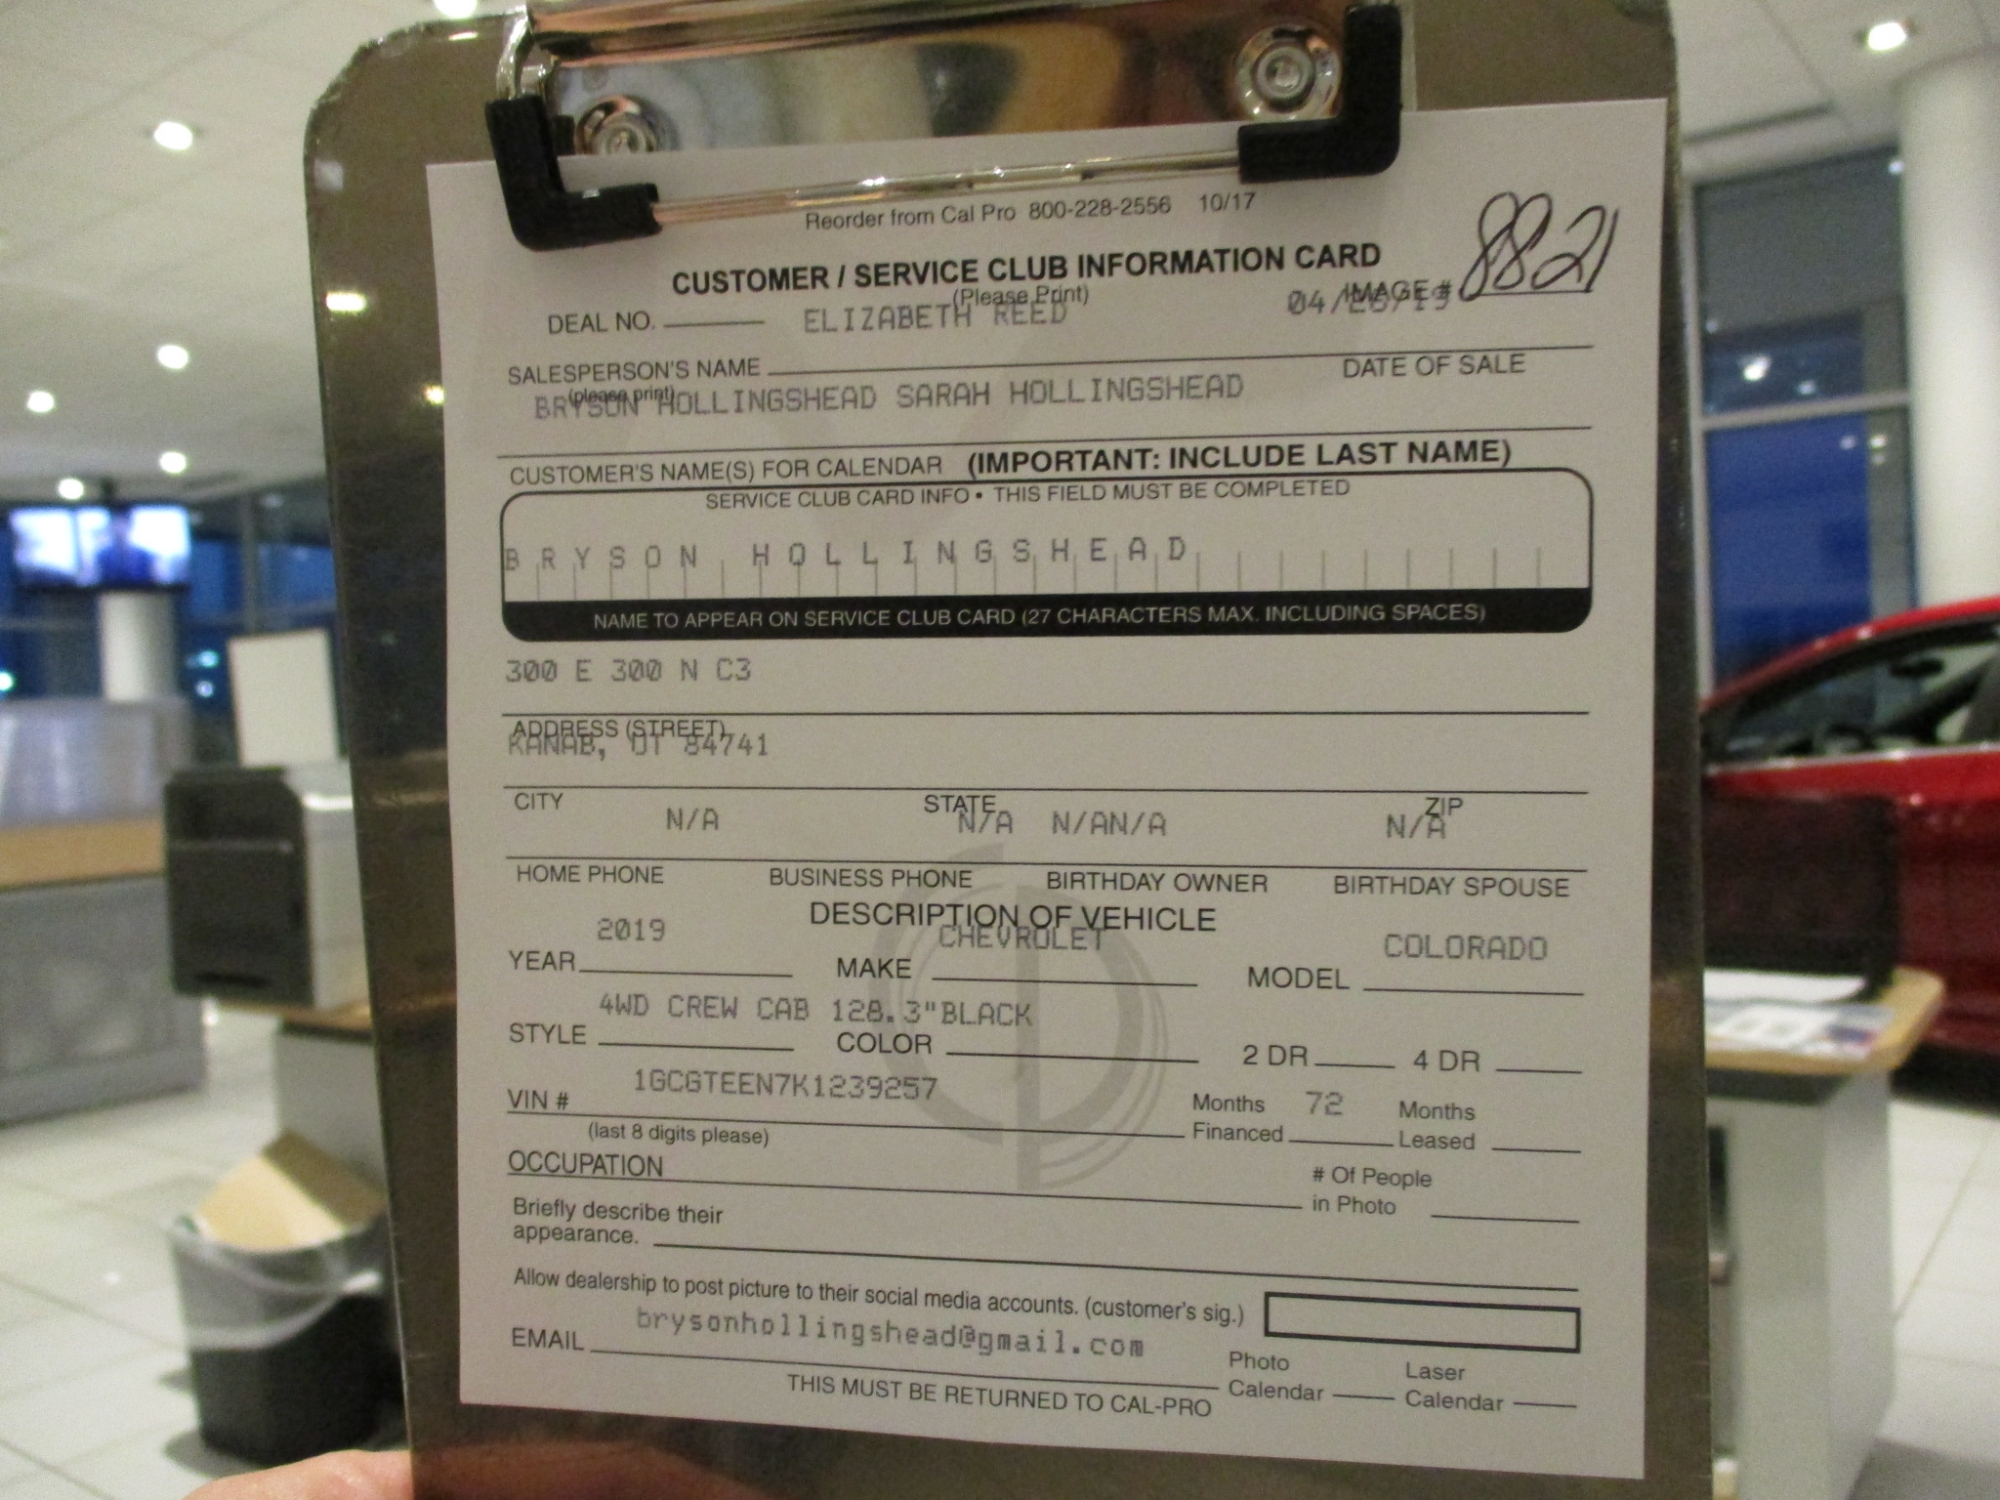 Reorder from Cal Pro 800-228-2556 10/17
8821
CUSTOMER / SERVICE CLUB INFORMATION CARD
(Please Print)
IMAGE #
DEAL NO.
ELIZABETH REED
SALESPERSON'S NAME
DATE OF SALE
(please print)
BRYSON HOLLINGSHEAD SARAH HOLLINGSHEAD
CUSTOMER'S NAME(S) FOR CALENDAR (IMPORTANT: INCLUDE LAST NAME)
SERVICE CLUB CARD INFO • THIS FIELD MUST BE COMPLETED
BRYSON HOLLINGSHEAD
NAME TO APPEAR ON SERVICE CLUB CARD (27 CHARACTERS MAX. INCLUDING SPACES)
300 E 300 N C3
ADDRESS (STREET)
KANAB, UT 84741
CITY STATE ZIP
N/A N/A N/AN/A N/A
HOME PHONE BUSINESS PHONE BIRTHDAY OWNER BIRTHDAY SPOUSE
DESCRIPTION OF VEHICLE
2019 CHEVROLET COLORADO
YEAR MAKE MODEL
4WD CREW CAB 128.3"BLACK
STYLE COLOR 2 DR 4 DR
1GCGTEEN7K1239257
VIN # Months Financed 72 Months Leased
(last 8 digits please)
OCCUPATION # Of People in Photo
Briefly describe their
appearance.
Allow dealership to post picture to their social media accounts. (customer's sig.)
brysonhollingshead@gmail.com
EMAIL
Photo Calendar Laser Calendar
THIS MUST BE RETURNED TO CAL-PRO